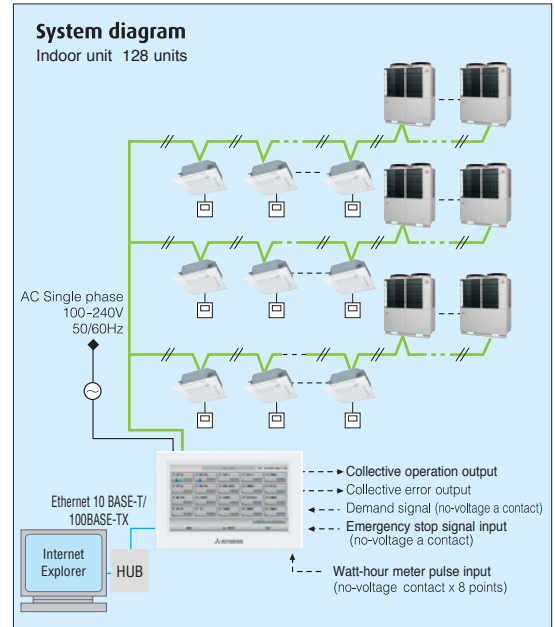 System diagram
Indoor unit 128 units
AC Single phase
100-240V
50/60Hz
Ethernet 10 BASE-T/
100BASE-TX
Internet
Explorer
HUB
Collective operation output
Collective error output
Demand signal (no-voltage a contact)
Emergency stop signal input
(no-voltage a contact)
Watt-hour meter pulse input
(no-voltage contact x 8 points)